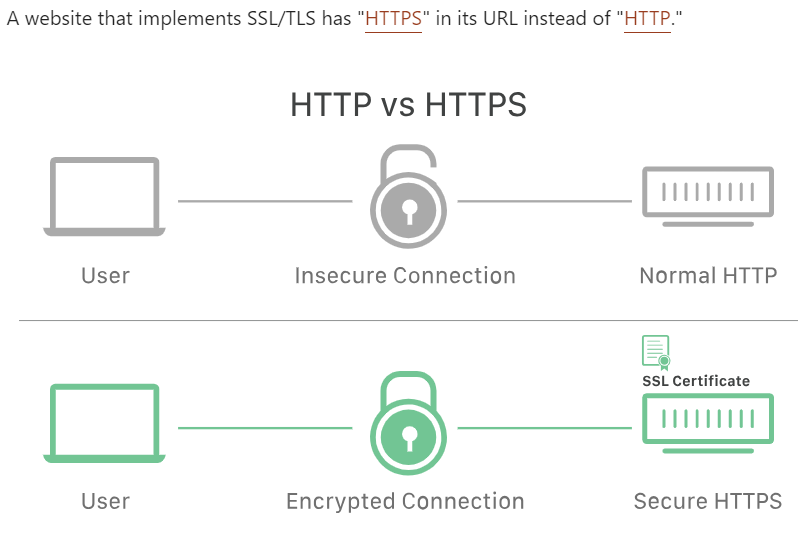 A website that implements SSL/TLS has "HTTPS" in its URL instead of "HTTP."
HTTP vs HTTPS
User
Insecure Connection
Normal HTTP
SSL Certificate
User
Encrypted Connection
Secure HTTPS